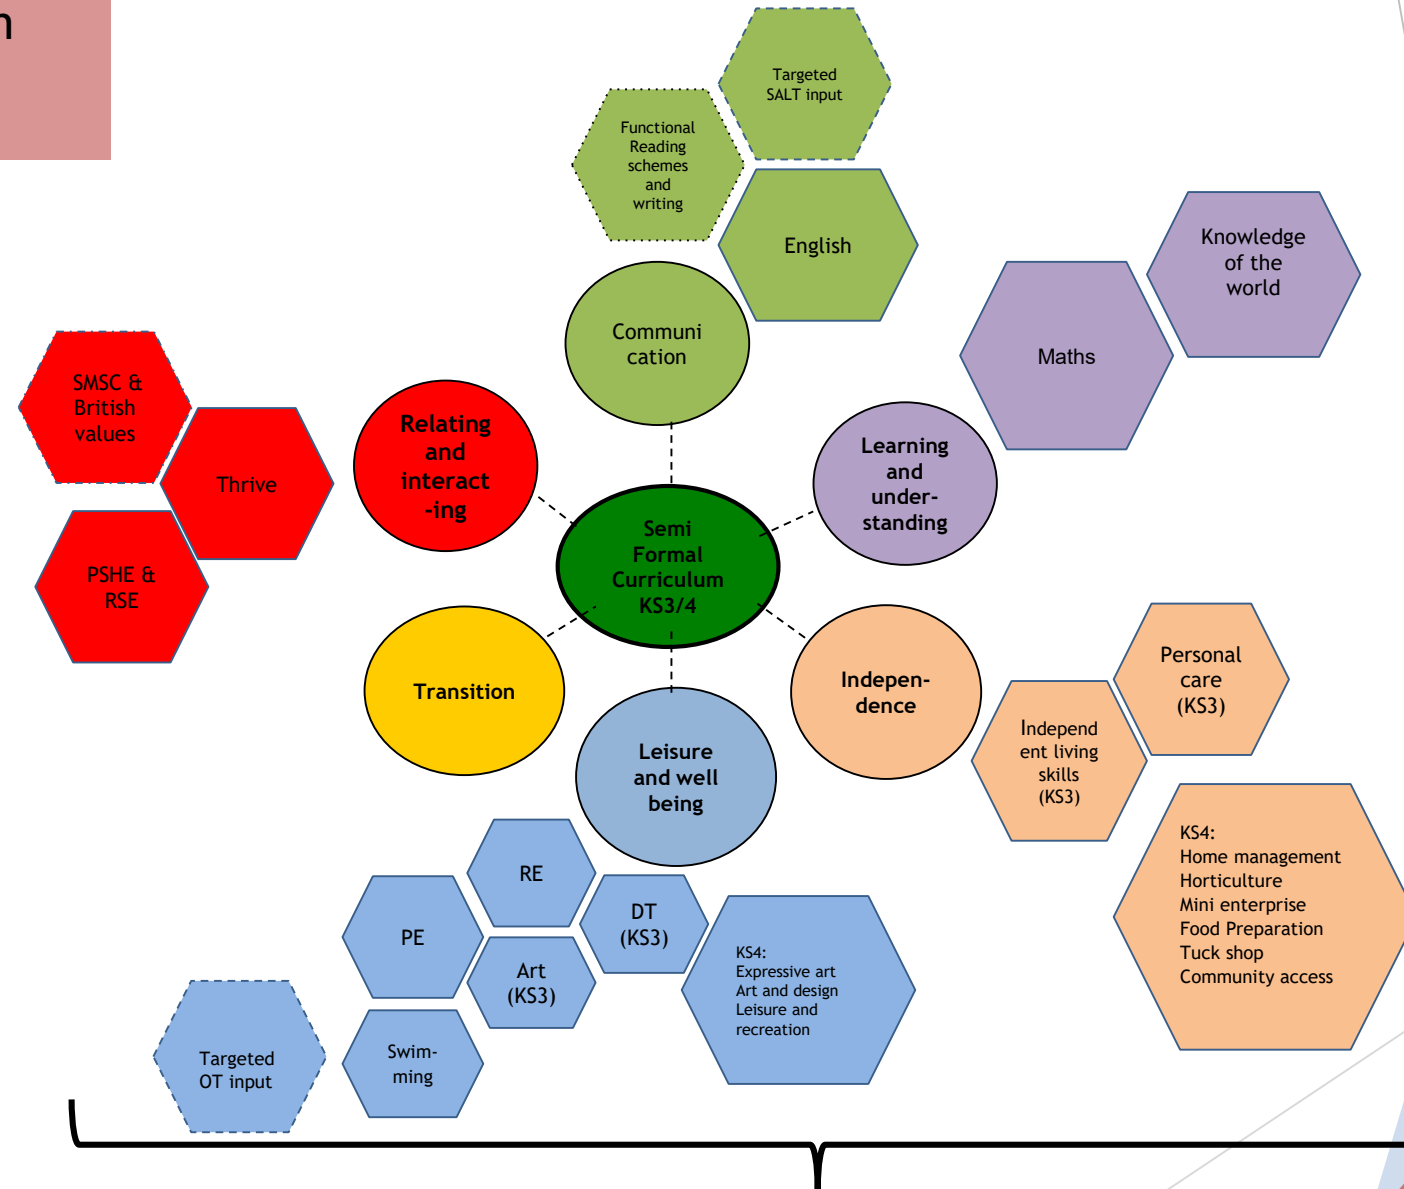 n
Targeted
SALT input
Functional
Reading
schemes
and
writing
English
Communi
cation
Knowledge
of the
world
Maths
SMSC &
British
values
Thrive
PSHE &
RSE
Relating
and
interact
-ing
Learning
and
under-
standing
Semi
Formal
Curriculum
KS3/4
Transition
Leisure
and well
being
Indepen-
dence
Personal
care
(KS3)
Independ
ent living
skills
(KS3)
KS4:
Home management
Horticulture
Mini enterprise
Food Preparation
Tuck shop
Community access
RE
PE
DT
(KS3)
Art
(KS3)
KS4:
Expressive art
Art and design
Leisure and
recreation
Swim-
ming
Targeted
OT input